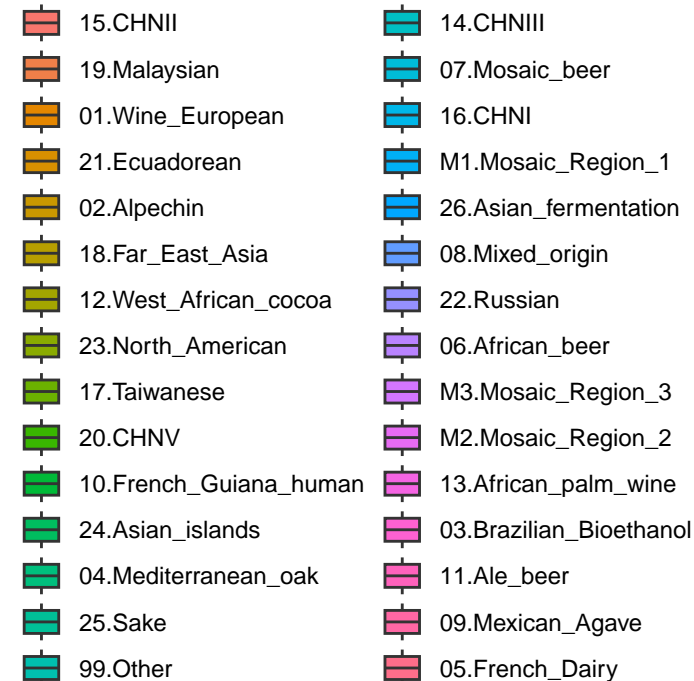 15.CHNII
19.Malaysian
01.Wine_European
21.Ecuadorean
02.Alpechin
18.Far_East_Asia
12.West_African_cocoa
23.North_American
17.Taiwanese
20.CHNV
10.French_Guiana_human
24.Asian_islands
04.Mediterranean_oak
25.Sake
99.Other
14.CHNIII
07.Mosaic_beer
16.CHNI
M1.Mosaic_Region_1
26.Asian_fermentation
08.Mixed_origin
22.Russian
06.African_beer
M3.Mosaic_Region_3
M2.Mosaic_Region_2
13.African_palm_wine
03.Brazilian_Bioethanol
11.Ale_beer
09.Mexican_Agave
05.French_Dairy